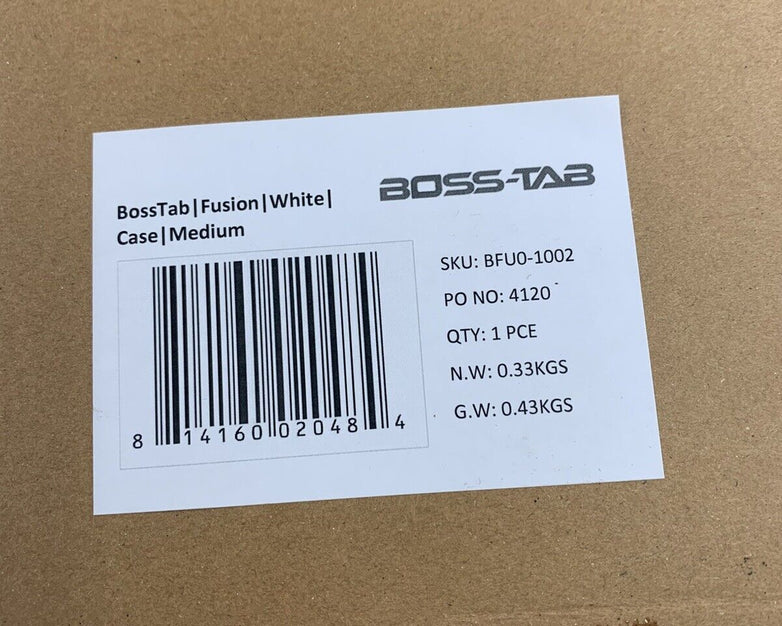 BOSS-TAB
BossTab|Fusion|White|
Case|Medium
SKU: BFU0-1002
PO NO: 4120
QTY: 1 PCE
N.W: 0.33KGS
G.W: 0.43KGS
8 14160 02048 4